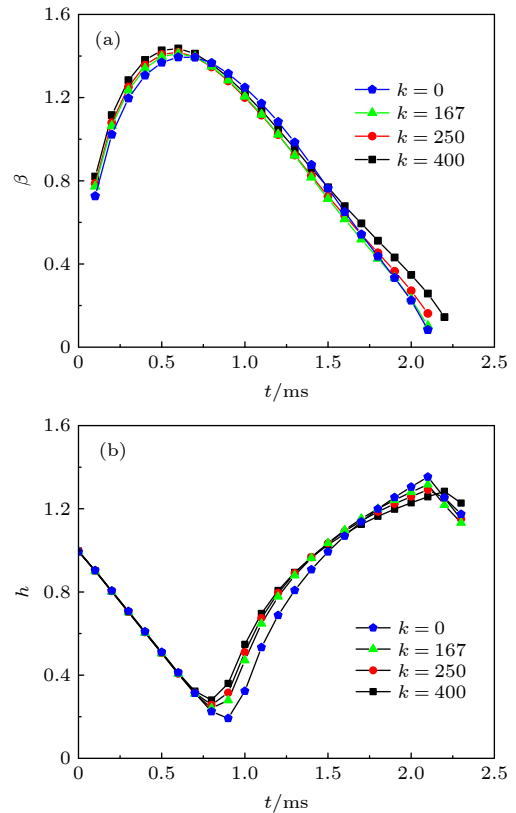 (a)
1.6
1.2
0.8
0.4
0
β
k = 0
k = 167
k = 250
k = 400
0 0.5 1.0 1.5 2.0 2.5
t/ms
(b)
1.6
1.2
0.8
0.4
0
h
k = 0
k = 167
k = 250
k = 400
0 0.5 1.0 1.5 2.0 2.5
t/ms